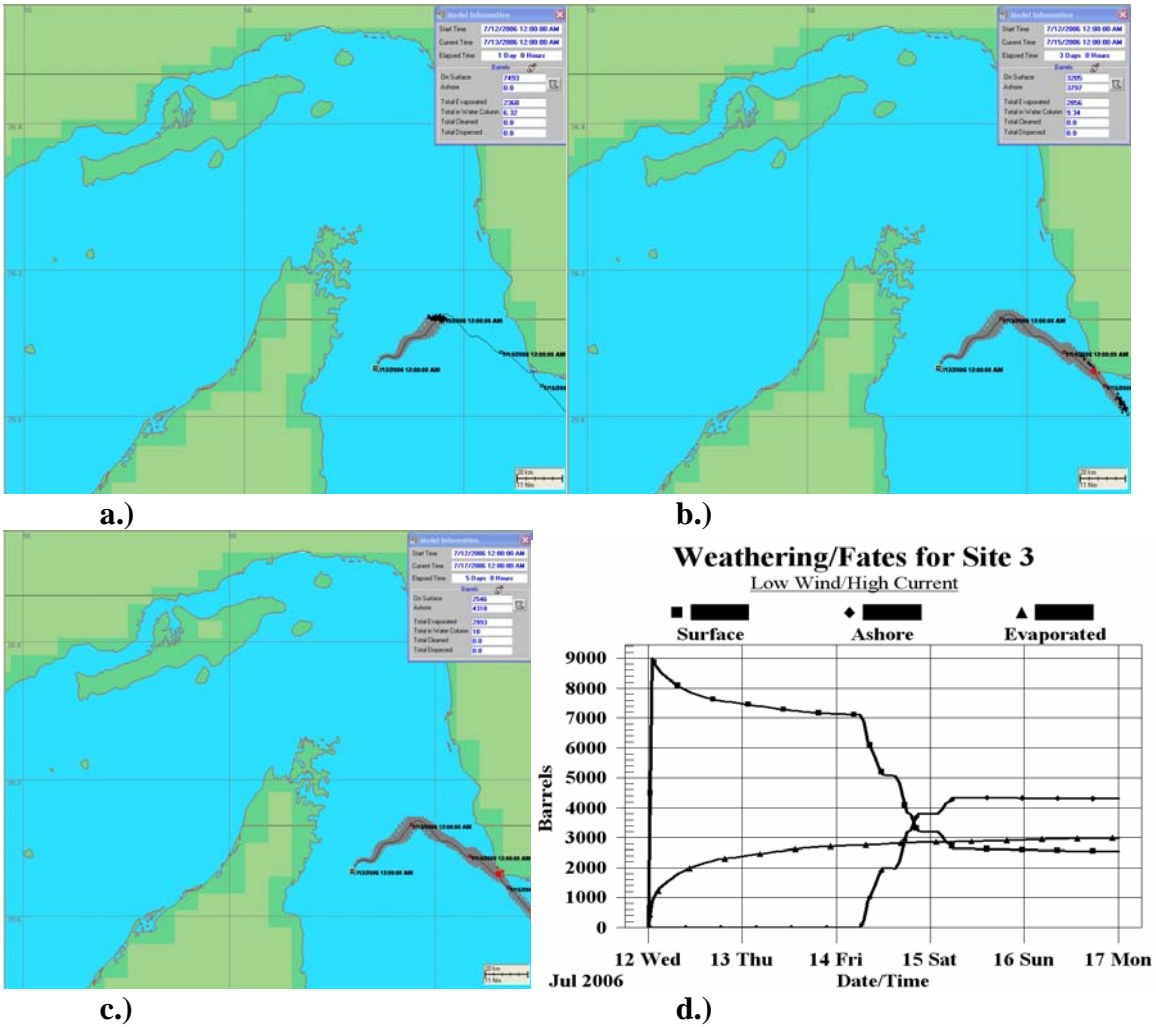 Model Information
Start Time 7/12/2006 12:00:00 AM
Current Time 7/13/2006 12:00:00 AM
Elapsed Time 1 Day 0 Hours
Barrels
On Surface 7493
Ashore 0.0
Total Evaporated 2360
Total in Water Column 6.32
Total Cleaned 0.0
Total Dispersed 0.0
20 km
11 Nm
a.)
Model Information
Start Time 7/12/2006 12:00:00 AM
Current Time 7/15/2006 12:00:00 AM
Elapsed Time 3 Days 0 Hours
Barrels
On Surface 3205
Ashore 3797
Total Evaporated 2856
Total in Water Column 9.34
Total Cleaned 0.0
Total Dispersed 0.0
20 km
11 Nm
b.)
Model Information
Start Time 7/12/2006 12:00:00 AM
Current Time 7/17/2006 12:00:00 AM
Elapsed Time 5 Days 0 Hours
Barrels
On Surface 2546
Ashore 4310
Total Evaporated 2993
Total in Water Column 10
Total Cleaned 0.0
Total Dispersed 0.0
20 km
11 Nm
c.)
Weathering/Fates for Site 3
Low Wind/High Current
Surface Ashore Evaporated
9000
8000
7000
6000
5000
4000
3000
2000
1000
0
Barrels
12 Wed 13 Thu 14 Fri 15 Sat 16 Sun 17 Mon
Jul 2006 Date/Time
d.)